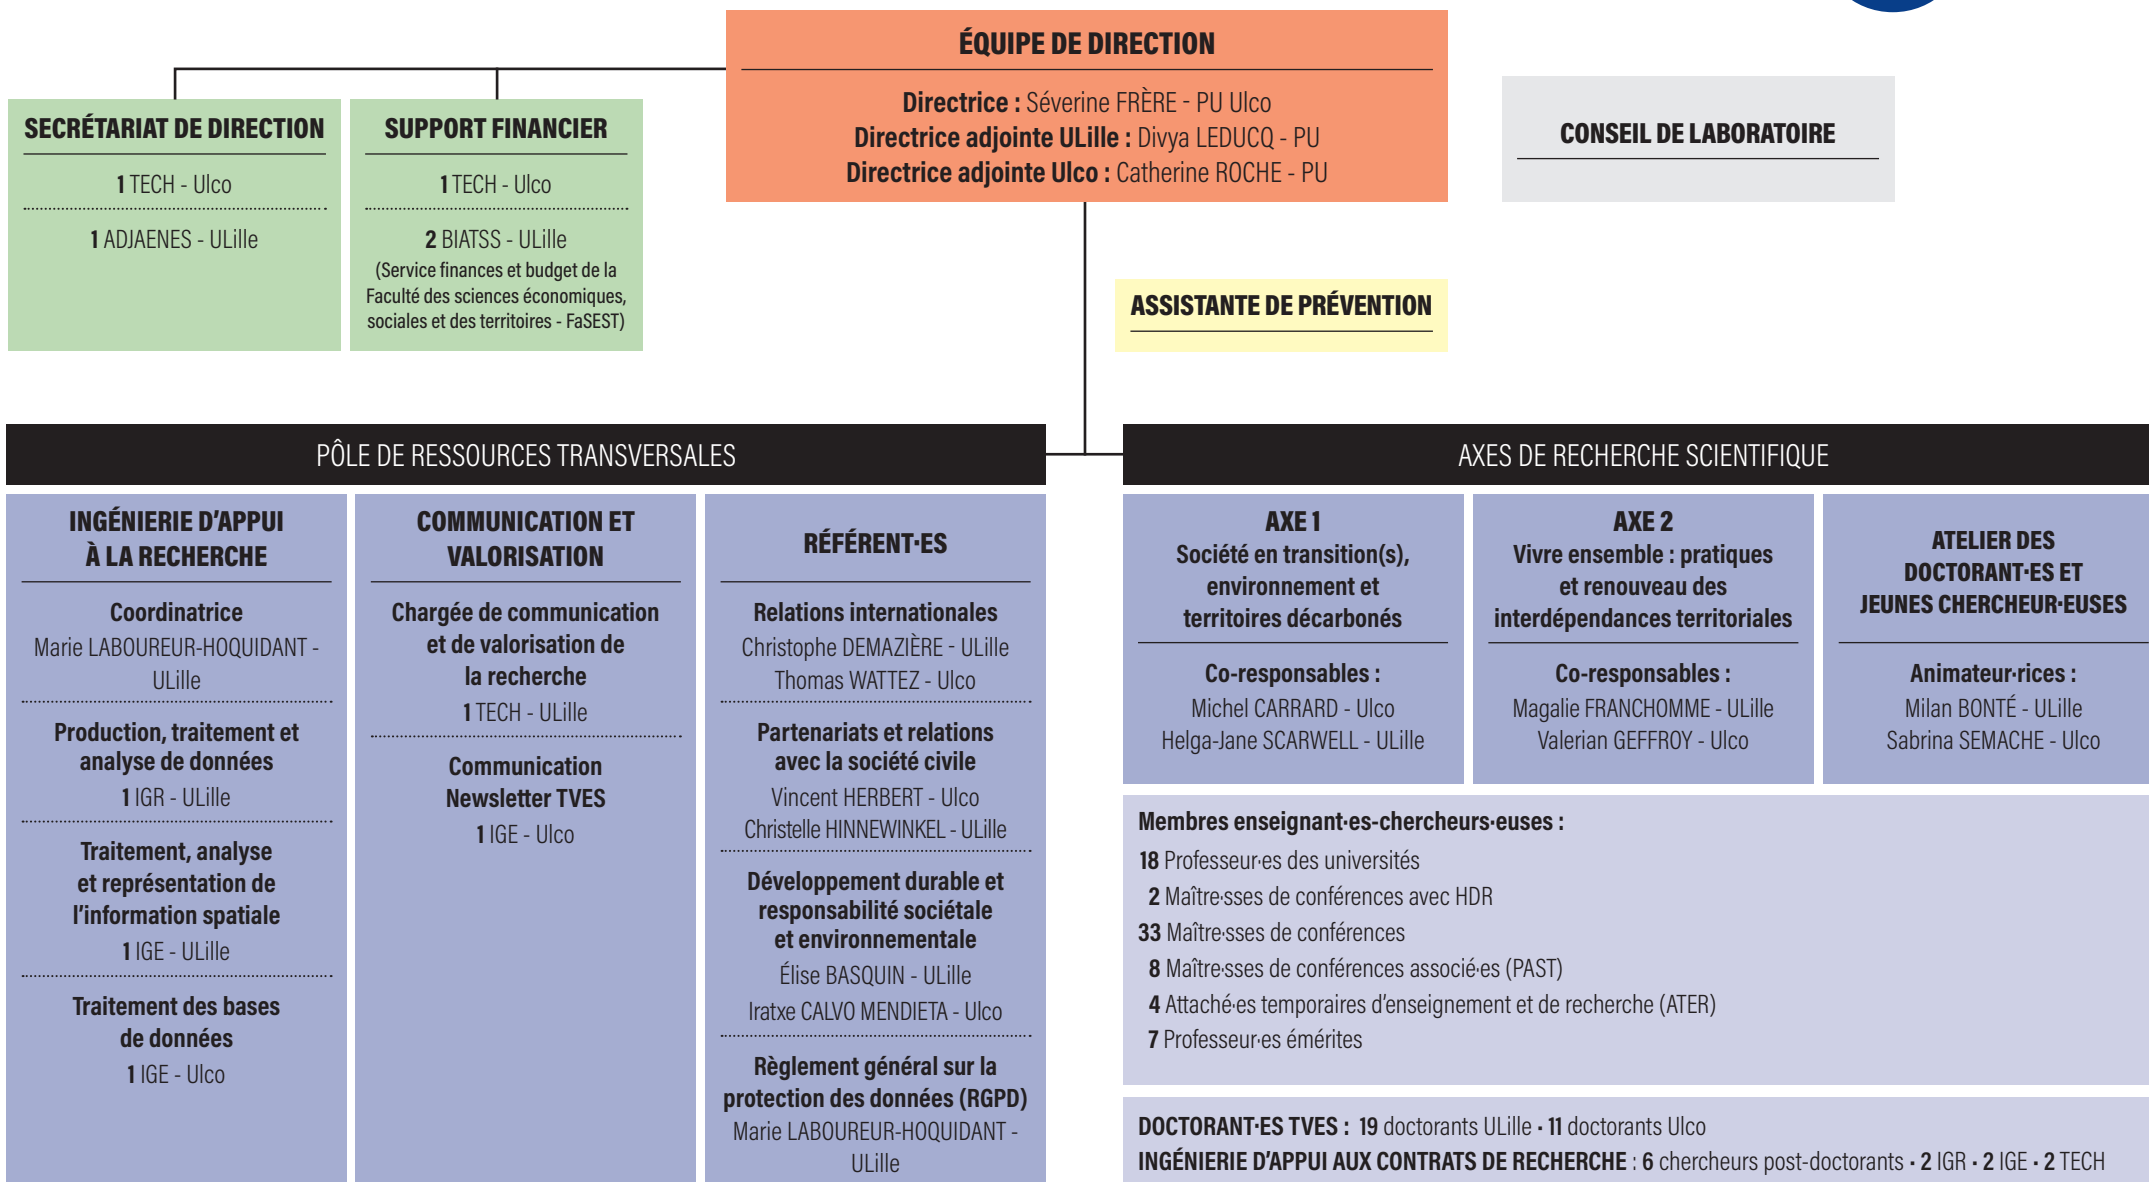 ÉQUIPE DE DIRECTION
Directrice : Séverine FRÈRE - PU Ulco
Directrice adjointe ULille : Divya LEDUCQ - PU
Directrice adjointe Ulco : Catherine ROCHE - PU
SECRÉTARIAT DE DIRECTION
1 TECH - Ulco
1 ADJAENES - ULille
SUPPORT FINANCIER
1 TECH - Ulco
2 BIATSS - ULille
(Service finances et budget de la
Faculté des sciences économiques,
sociales et des territoires - FaSEST)
CONSEIL DE LABORATOIRE
ASSISTANTE DE PRÉVENTION
PÔLE DE RESSOURCES TRANSVERSALES
INGÉNIERIE D'APPUI
À LA RECHERCHE
Coordinatrice
Marie LABOUREUR-HOQUIDANT -
ULille
Production, traitement et
analyse de données
1 IGR - ULille
Traitement, analyse
et représentation de
l'information spatiale
1 IGE - ULille
Traitement des bases
de données
1 IGE - Ulco
COMMUNICATION ET
VALORISATION
Chargée de communication
et de valorisation de
la recherche
1 TECH - ULille
Communication
Newsletter TVES
1 IGE - Ulco
RÉFÉRENT·ES
Relations internationales
Christophe DEMAZIÈRE - ULille
Thomas WATTEZ - Ulco
Partenariats et relations
avec la société civile
Vincent HERBERT - Ulco
Christelle HINNEWINKEL - ULille
Développement durable et
responsabilité sociétale
et environnementale
Élise BASQUIN - ULille
Iratxe CALVO MENDIETA - Ulco
Règlement général sur la
protection des données (RGPD)
Marie LABOUREUR-HOQUIDANT -
ULille
AXES DE RECHERCHE SCIENTIFIQUE
AXE 1
Société en transition(s),
environnement et
territoires décarbonés
Co-responsables :
Michel CARRARD - Ulco
Helga-Jane SCARWELL - ULille
AXE 2
Vivre ensemble : pratiques
et renouveau des
interdépendances territoriales
Co-responsables :
Magalie FRANCHOMME - ULille
Valerian GEFFROY - Ulco
ATELIER DES
DOCTORANT·ES ET
JEUNES CHERCHEUR·EUSES
Animateur·rices :
Milan BONTÉ - ULille
Sabrina SEMACHE - Ulco
Membres enseignant·es-chercheurs·euses :
18 Professeur·es des universités
2 Maître·sses de conférences avec HDR
33 Maître·sses de conférences
8 Maître·sses de conférences associé·es (PAST)
4 Attaché·es temporaires d'enseignement et de recherche (ATER)
7 Professeur·es émérites
DOCTORANT·ES TVES : 19 doctorants ULille · 11 doctorants Ulco
INGÉNIERIE D'APPUI AUX CONTRATS DE RECHERCHE : 6 chercheurs post-doctorants · 2 IGR · 2 IGE · 2 TECH